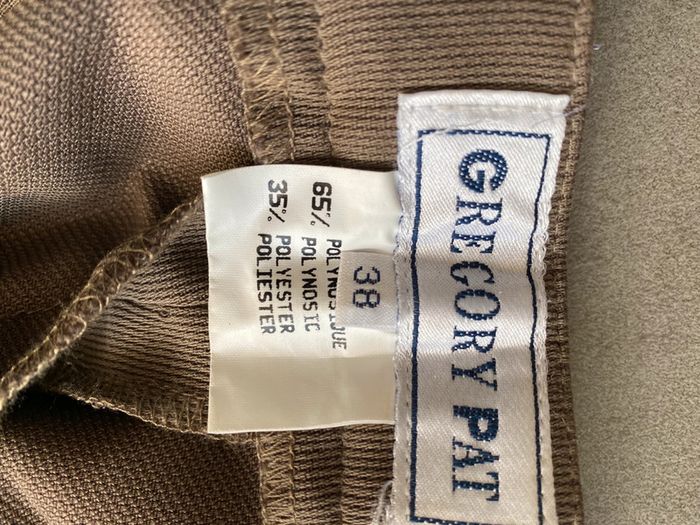 GREGORY PAT
38
65% POLYNOSIQUE
POLYNOSIC
35% POLYESTER
POLIESTER